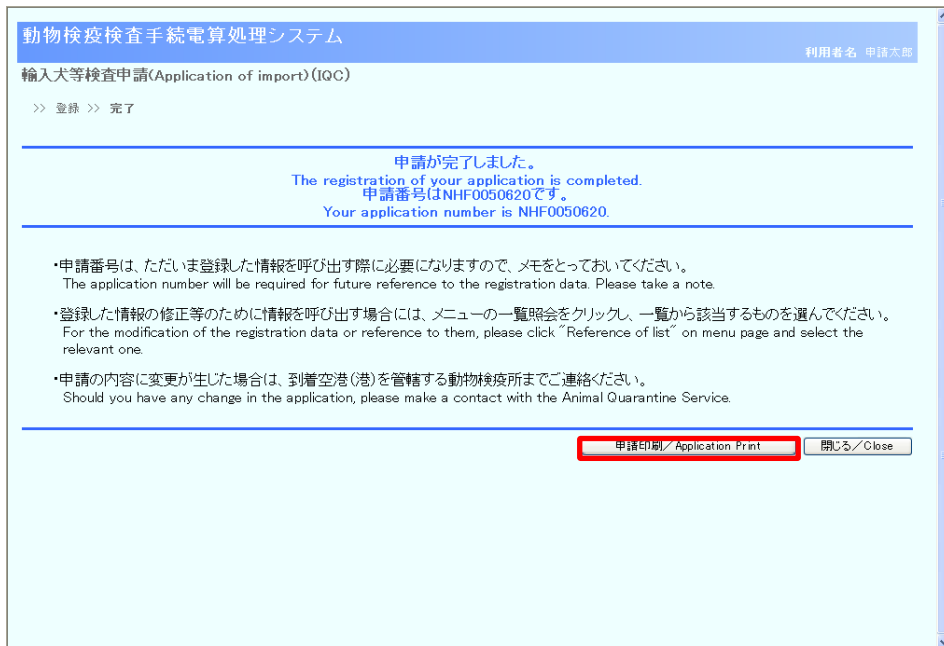 動物検疫検査手続電算処理システム
利用者名 申請太郎
輸入犬等検査申請(Application of import)(IQC)
>> 登録 >> 完了
申請が完了しました。
The registration of your application is completed.
申請番号はNHF0050620です。
Your application number is NHF0050620.
・申請番号は、ただいま登録した情報を呼び出す際に必要になりますので、メモをとっておいてください。
The application number will be required for future reference to the registration data. Please take a note.
・登録した情報の修正等のために情報を呼び出す場合には、メニューの一覧照会をクリックし、一覧から該当するものを選んでください。
For the modification of the registration data or reference to them, please click "Reference of list" on menu page and select the
relevant one.
・申請の内容に変更が生じた場合は、到着空港(港)を管轄する動物検疫所までご連絡ください。
Should you have any change in the application, please make a contact with the Animal Quarantine Service.
申請印刷/Application Print
閉じる/Close